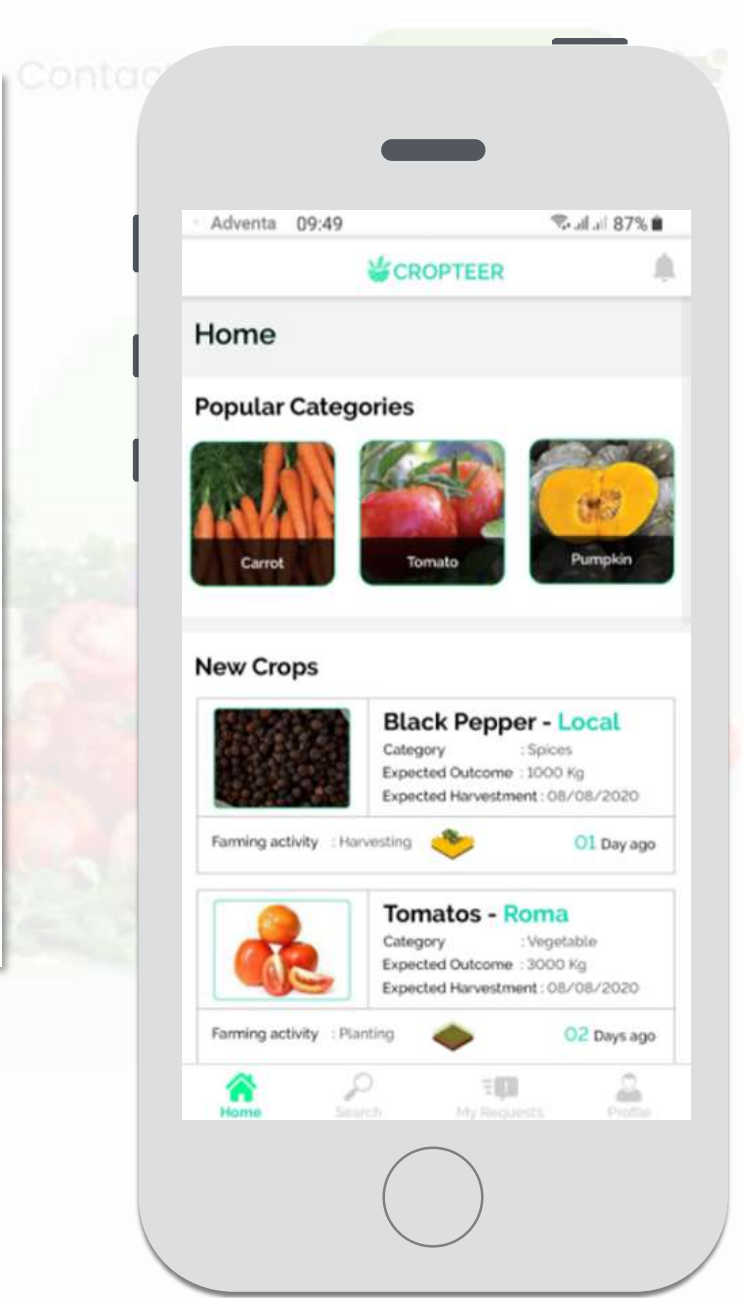 Contac
Adventa 09:49 87%
CROPTEER
Home
Popular Categories
Carrot Tomato Pumpkin
New Crops
Black Pepper - Local
Category : Spices
Expected Outcome : 1000 Kg
Expected Harvestment : 08/08/2020
Farming activity : Harvesting 01 Day ago
Tomatos - Roma
Category : Vegetable
Expected Outcome : 3000 Kg
Expected Harvestment : 08/08/2020
Farming activity : Planting 02 Days ago
Home Search My Requests Profile